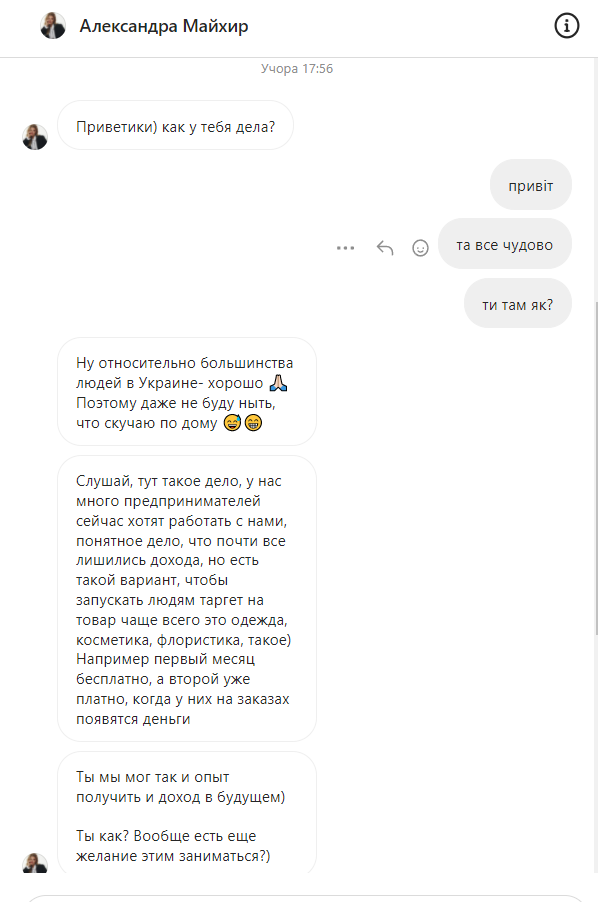 Александра Майхир
Учора 17:56
Приветики) как у тебя дела?
привіт
та все чудово
ти там як?
Ну относительно большинства
людей в Украине- хорошо 🙏🏻
Поэтому даже не буду ныть,
что скучаю по дому 😅😁
Слушай, тут такое дело, у нас
много предпринимателей
сейчас хотят работать с нами,
понятное дело, что почти все
лишились дохода, но есть
такой вариант, чтобы
запускать людям таргет на
товар чаще всего это одежда,
косметика, флористика, такое)
Например первый месяц
бесплатно, а второй уже
платно, когда у них на заказах
появятся деньги
Ты мы мог так и опыт
получить и доход в будущем)
Ты как? Вообще есть еще
желание этим заниматься?)